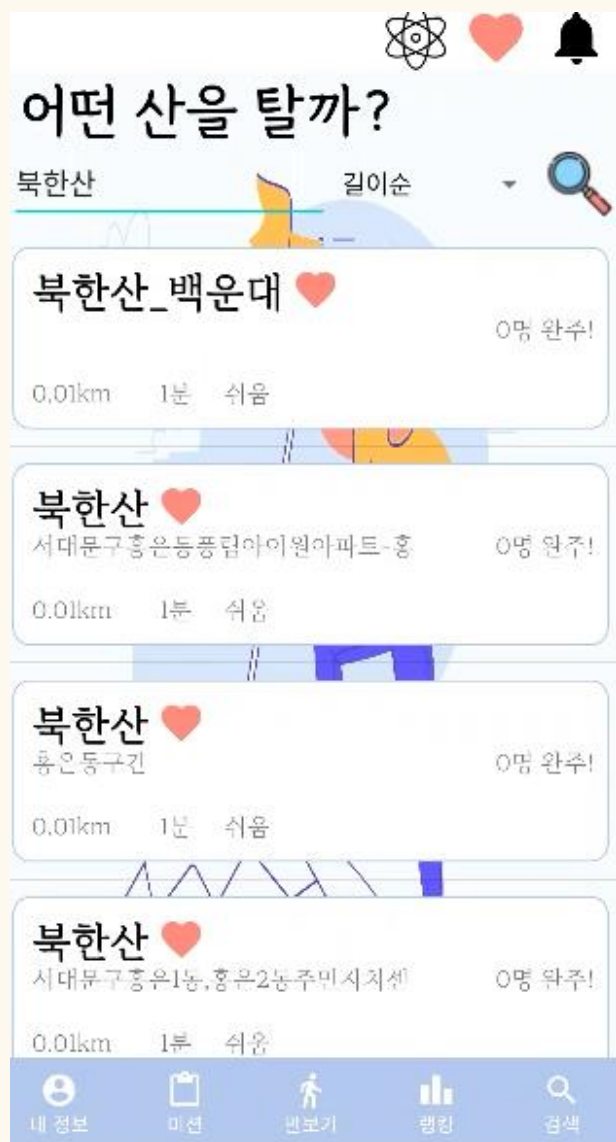 어떤 산을 탈까?
북한산 길이순
북한산_백운대
0명 완주!
0.01km 1분 쉬움
북한산
서대문구홍은동풍림아이원아파트-홍 0명 완주!
0.01km 1분 쉬움
북한산
홍은동구간 0명 완주!
0.01km 1분 쉬움
북한산
서대문구홍은1동,홍은2동주민자치센 0명 완주!
0.01km 1분 쉬움
내 정보 미션 만보기 랭킹 검색